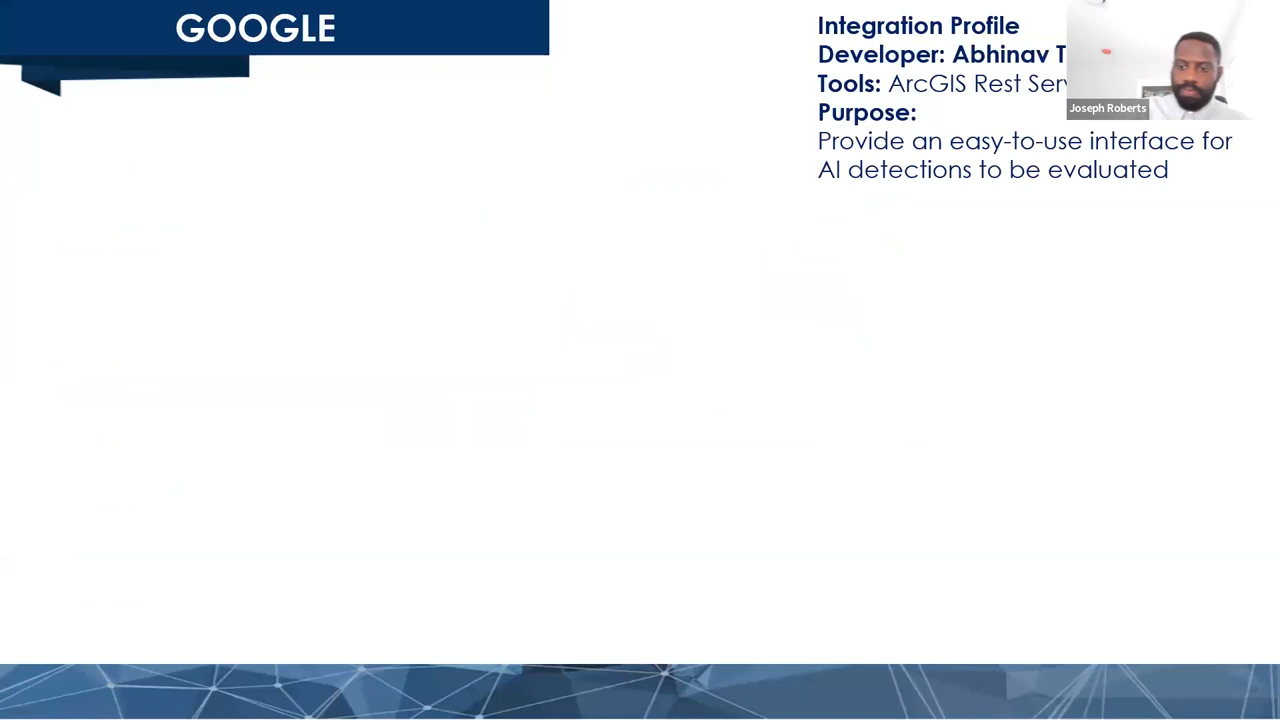 GOOGLE
Integration Profile
Developer: Abhinav
Tools: ArcGIS Rest
Purpose:
Provide an easy-to-use interface for
AI detections to be evaluated
Joseph Roberts